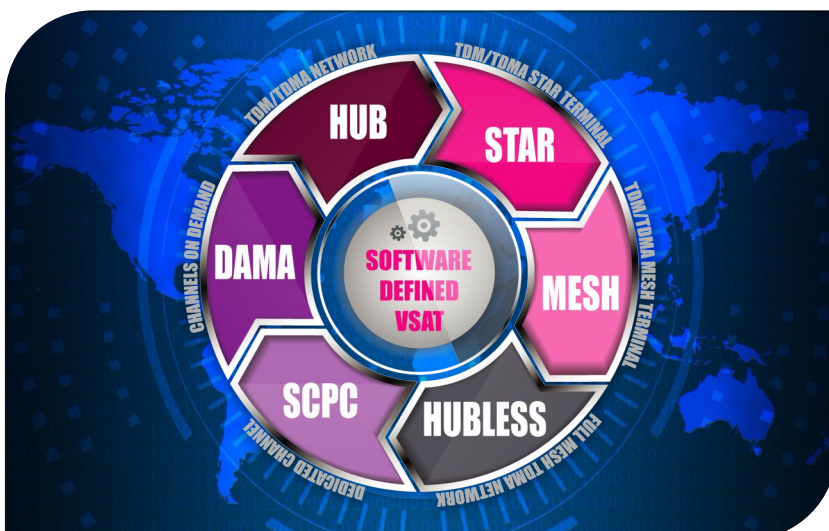 TDM/TDMA NETWORK
HUB
TDM/TDMA STAR TERMINAL
STAR
TDM/TDMA MESH TERMINAL
MESH
FULL MESH TDMA NETWORK
HUBLESS
DEDICATED CHANNEL
SCPC
CHANNELS ON DEMAND
DAMA
SOFTWARE
DEFINED
VSAT